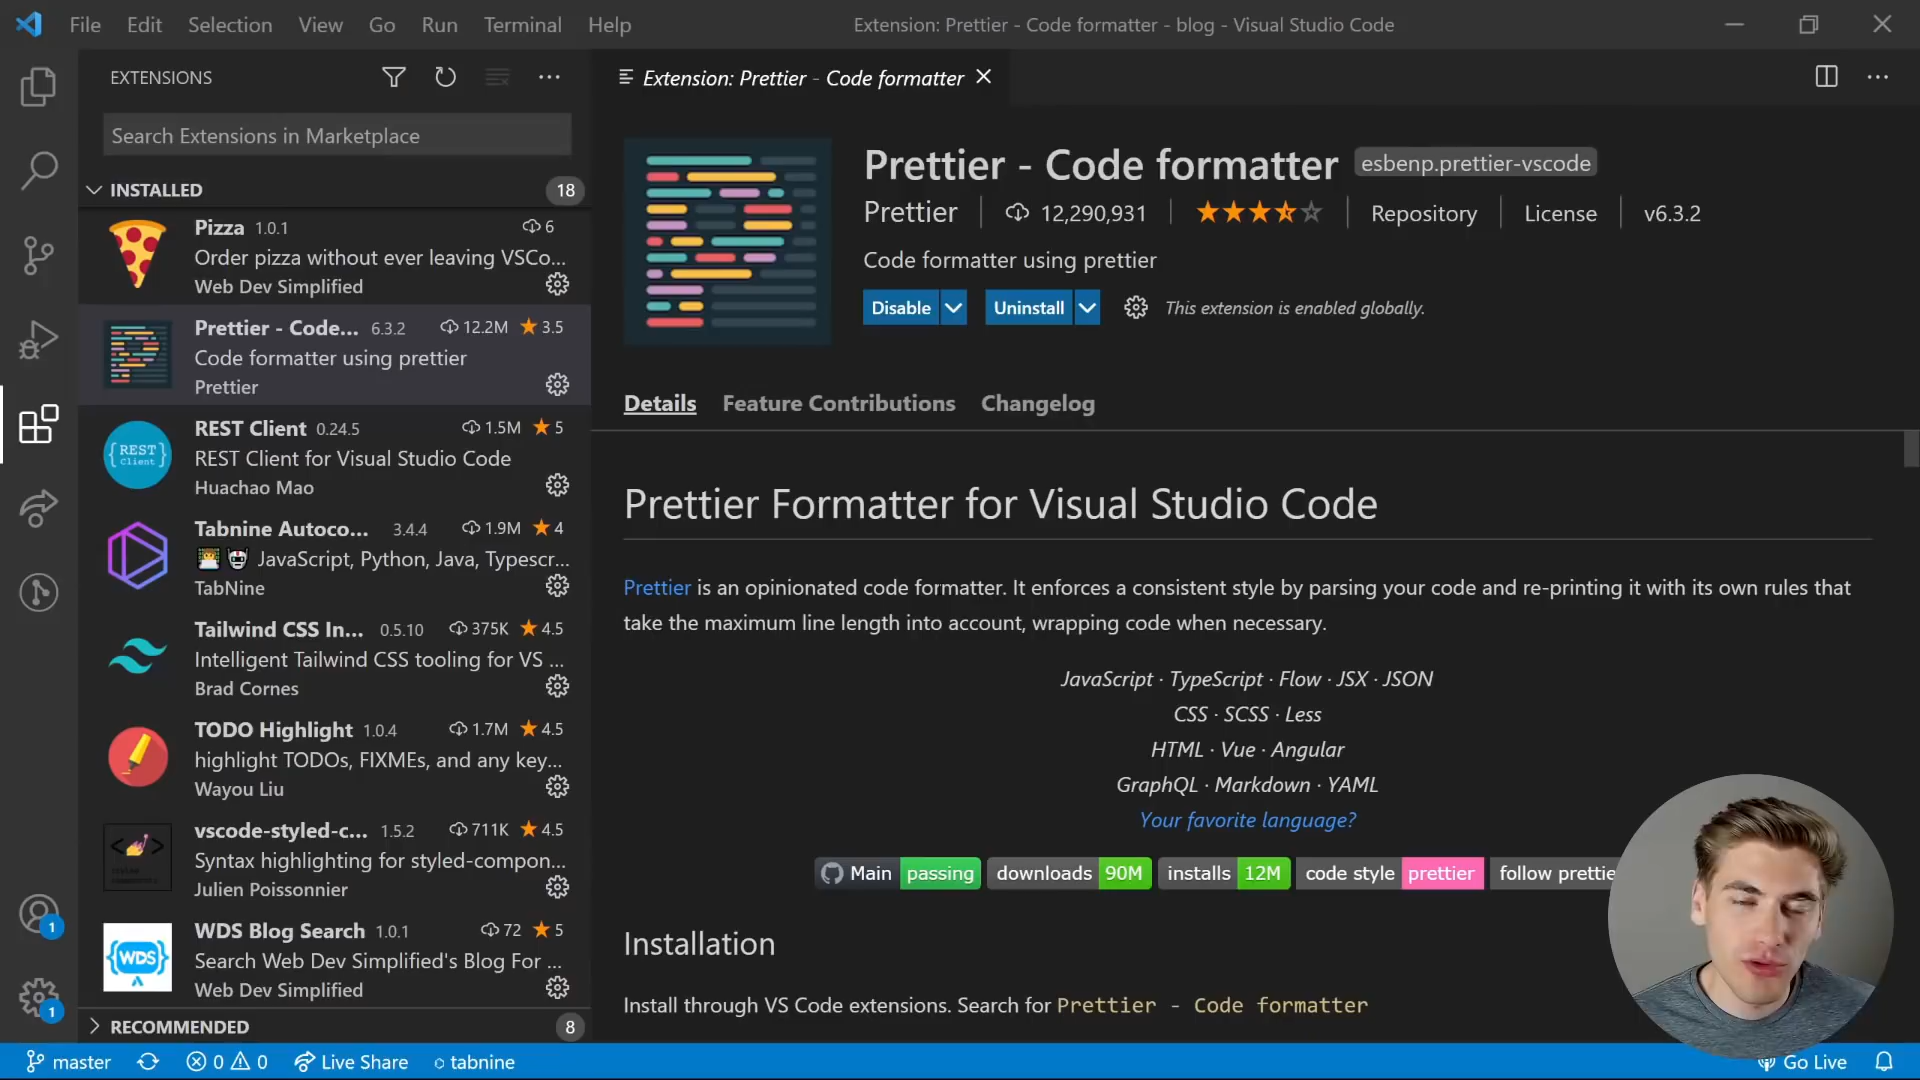 File Edit Selection View Go Run Terminal Help
Extension: Prettier - Code formatter - blog - Visual Studio Code
EXTENSIONS
Search Extensions in Marketplace
INSTALLED 18
Pizza 1.0.1 6
Order pizza without ever leaving VSCo...
Web Dev Simplified
Prettier - Code... 6.3.2 12.2M 3.5
Code formatter using prettier
Prettier
REST Client 0.24.5 1.5M 5
REST Client for Visual Studio Code
Huachao Mao
{REST}
Client
Tabnine Autoco... 3.4.4 1.9M 4
JavaScript, Python, Java, Typescr...
TabNine
Tailwind CSS In... 0.5.10 375K 4.5
Intelligent Tailwind CSS tooling for VS ...
Brad Cornes
TODO Highlight 1.0.4 1.7M 4.5
highlight TODOs, FIXMEs, and any key...
Wayou Liu
vscode-styled-c... 1.5.2 711K 4.5
Syntax highlighting for styled-compon...
Julien Poissonnier
WDS Blog Search 1.0.1 72 5
Search Web Dev Simplified's Blog For ...
Web Dev Simplified
WDS
RECOMMENDED 8
1
1
Extension: Prettier - Code formatter
Prettier - Code formatter esbenp.prettier-vscode
Prettier 12,290,931 Repository License v6.3.2
Code formatter using prettier
Disable Uninstall This extension is enabled globally.
Details Feature Contributions Changelog
Prettier Formatter for Visual Studio Code
Prettier is an opinionated code formatter. It enforces a consistent style by parsing your code and re-printing it with its own rules that
take the maximum line length into account, wrapping code when necessary.
JavaScript · TypeScript · Flow · JSX · JSON
CSS · SCSS · Less
HTML · Vue · Angular
GraphQL · Markdown · YAML
Your favorite language?
Main passing downloads 90M installs 12M code style prettier follow prettie
Installation
Install through VS Code extensions. Search for Prettier - Code formatter
master 0 0 Live Share tabnine Go Live